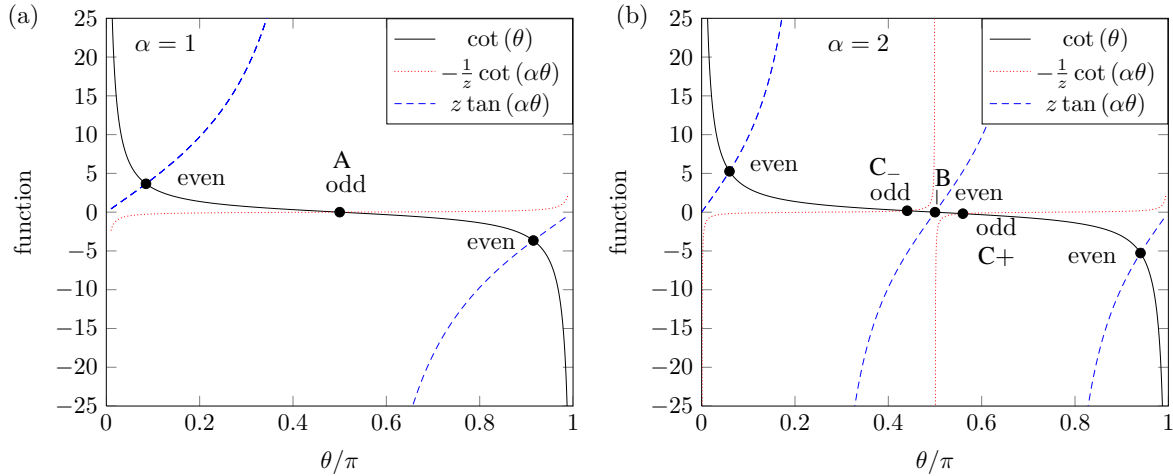 (a)
25
20
15
10
5
0
−5
−10
−15
−20
−25
function
α = 1
cot (θ)
−1/z cot (αθ)
z tan (αθ)
even
A
odd
even
0
0.2
0.4
0.6
0.8
1
θ/π
(b)
25
20
15
10
5
0
−5
−10
−15
−20
−25
function
α = 2
cot (θ)
−1/z cot (αθ)
z tan (αθ)
even
C−
odd
B
even
odd
C+
even
0
0.2
0.4
0.6
0.8
1
θ/π